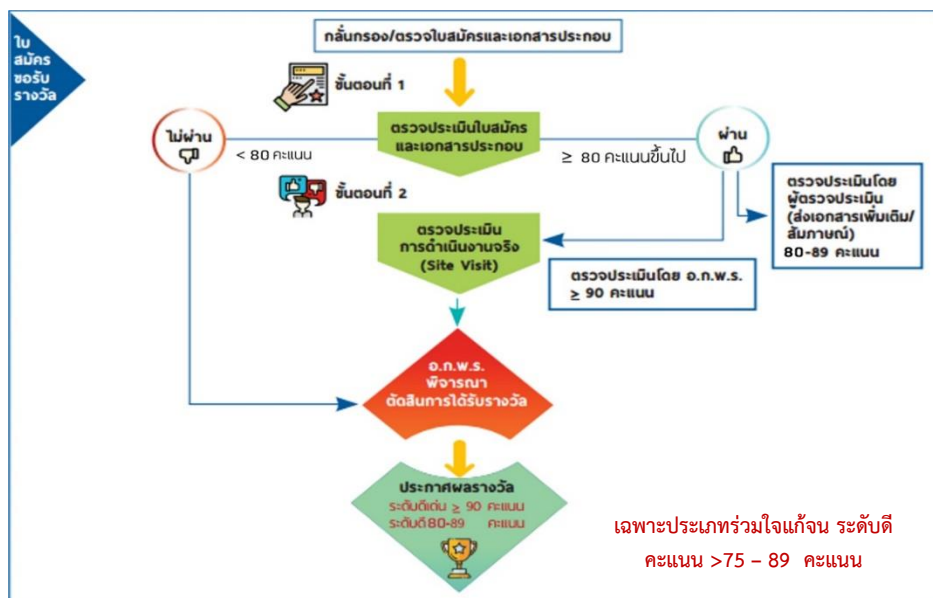 ใบ
สมัคร
ขอรับ
รางวัล
กลั่นกรอง/ตรวจใบสมัครและเอกสารประกอบ
ขั้นตอนที่ 1
ไม่ผ่าน
< 80 คะแนน
ตรวจประเมินใบสมัคร
และเอกสารประกอบ
≥ 80 คะแนนขึ้นไป
ผ่าน
ขั้นตอนที่ 2
ตรวจประเมิน
การดำเนินงานจริง
(Site Visit)
ตรวจประเมินโดย
ผู้ตรวจประเมิน
(ส่งเอกสารเพิ่มเติม/
สัมภาษณ์)
80-89 คะแนน
ตรวจประเมินโดย อ.ก.พ.ร.
≥ 90 คะแนน
อ.ก.พ.ร.
พิจารณา
ตัดสินการได้รับรางวัล
ประกาศผลรางวัล
ระดับดีเด่น ≥ 90 คะแนน
ระดับดี 80-89 คะแนน
เฉพาะประเภทร่วมใจแก้จน ระดับดี
คะแนน >75 – 89 คะแนน